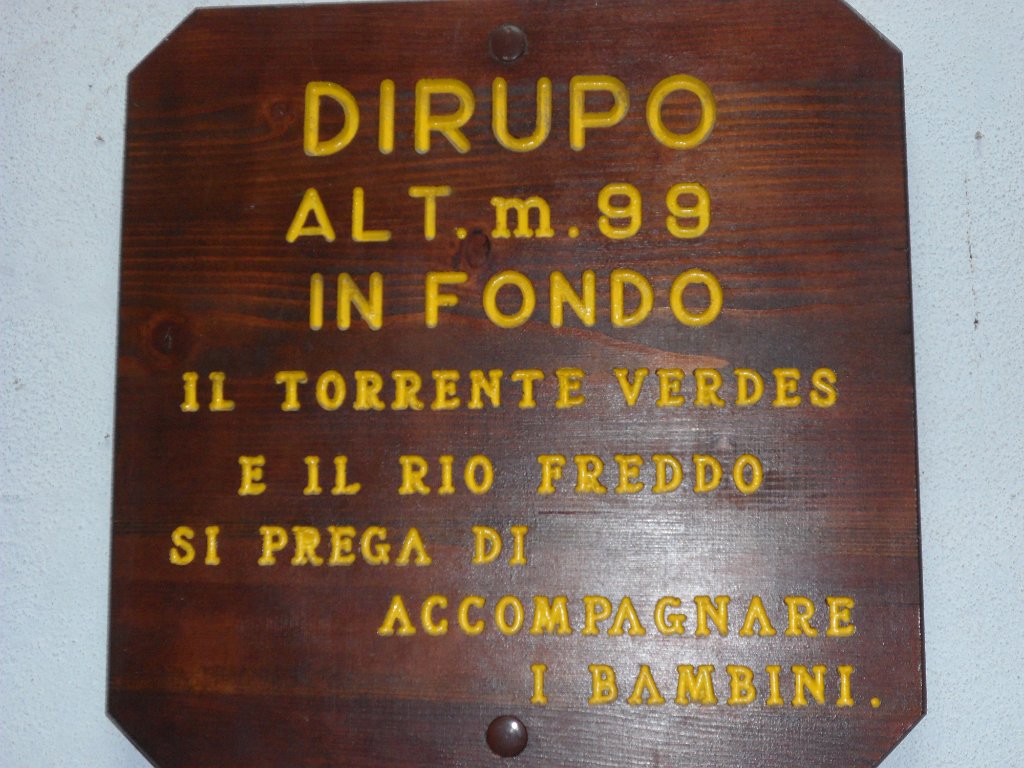 DIRUPO
ALT. m. 99
IN FONDO
IL TORRENTE VERDES
E IL RIO FREDDO
SI PREGA DI
ACCOMPAGNARE
I BAMBINI.